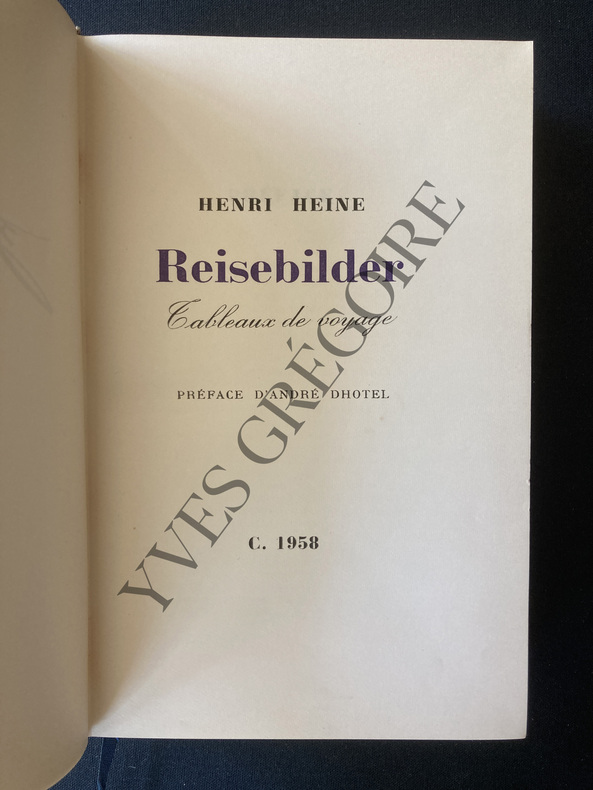 HENRI HEINE
Reisebilder
Tableaux de voyage
PRÉFACE D'ANDRÉ DHOTEL
C. 1958
YVES GRÉGOIRE